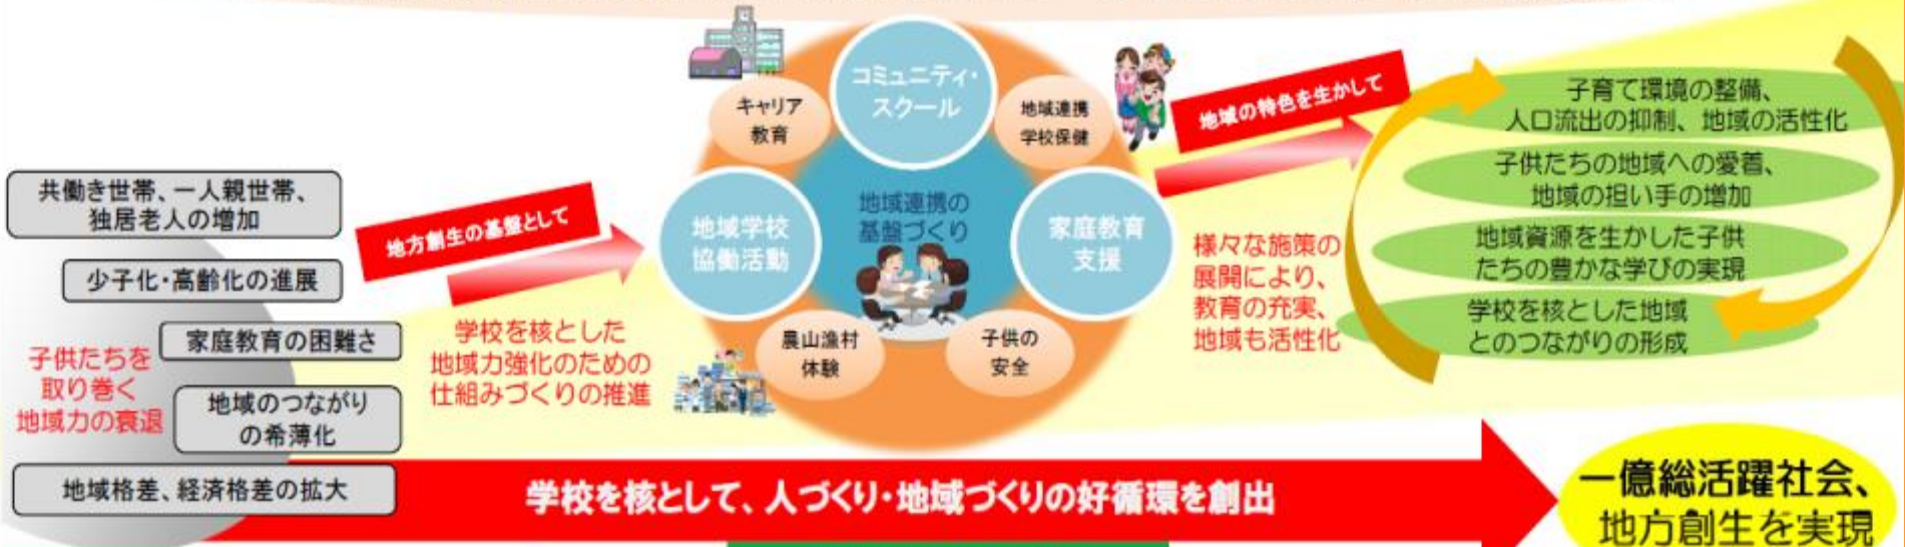 共働き世帯、一人親世帯、
独居老人の増加
少子化・高齢化の進展
家庭教育の困難さ
子供たちを
取り巻く
地域力の衰退
地域のつながり
の希薄化
地域格差、経済格差の拡大
地方創生の基盤として
学校を核とした
地域力強化のための
仕組みづくりの推進
コミュニティ・
スクール
キャリア
教育
地域連携
学校保健
地域学校
協働活動
地域連携の
基盤づくり
家庭教育
支援
農山漁村
体験
子供の
安全
地域の特色を生かして
様々な施策の
展開により、
教育の充実、
地域も活性化
子育て環境の整備、
人口流出の抑制、地域の活性化
子供たちの地域への愛着、
地域の担い手の増加
地域資源を生かした子供
たちの豊かな学びの実現
学校を核とした地域
とのつながりの形成
学校を核として、人づくり・地域づくりの好循環を創出
一億総活躍社会、
地方創生を実現